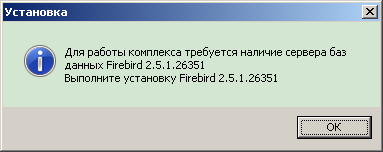 Установка
Для работы комплекса требуется наличие сервера баз
данных Firebird 2.5.1.26351
Выполните установку Firebird 2.5.1.26351
OK